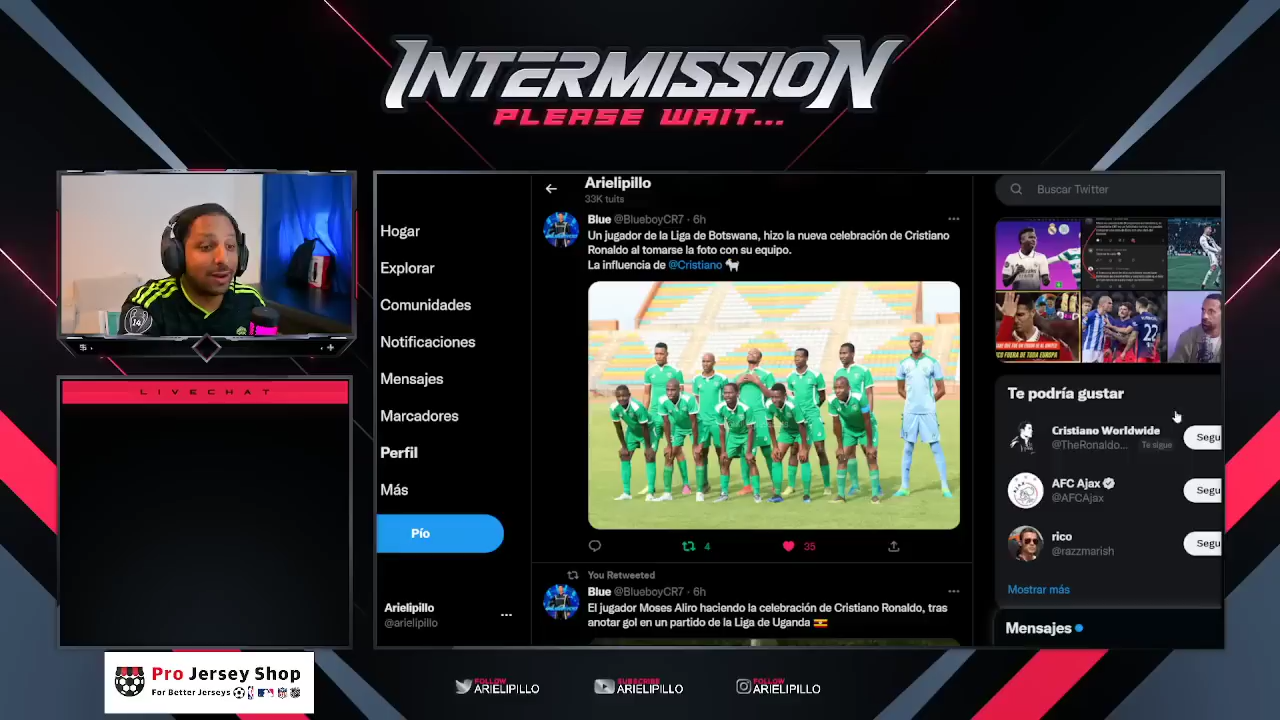 INTERMISSION
PLEASE WAIT...
LIVECHAT
Hogar
Explorar
Comunidades
Notificaciones
Mensajes
Marcadores
Perfil
Más
Pío
Arielipillo
@arielipillo
Arielipillo
33K tuits
Blue @BlueboyCR7 · 6h
Un jugador de la Liga de Botswana, hizo la nueva celebración de Cristiano
Ronaldo al tomarse la foto con su equipo.
La influencia de @Cristiano
4
35
You Retweeted
Blue @BlueboyCR7 · 6h
El jugador Moses Aliro haciendo la celebración de Cristiano Ronaldo, tras
anotar gol en un partido de la Liga de Uganda
Buscar Twitter
22
Te podría gustar
Cristiano Worldwide
@TheRonaldo... Te sigue
Segu
AFC Ajax
@AFCAjax
Segu
rico
@razzmarish
Segu
Mostrar más
Mensajes
Pro Jersey Shop
For Better Jerseys
FOLLOW
ARIELIPILLO
SUBSCRIBE
ARIELIPILLO
FOLLOW
ARIELIPILLO